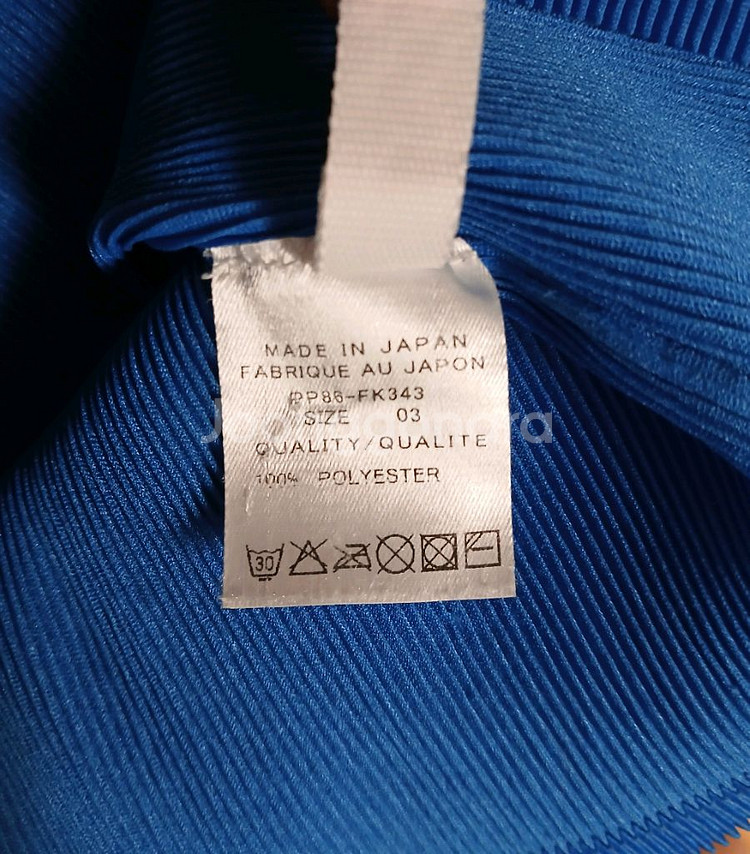 MADE IN JAPAN
FABRIQUE AU JAPON
PP86-FK343
SIZE 03
QUALITY/QUALITE
100% POLYESTER
30